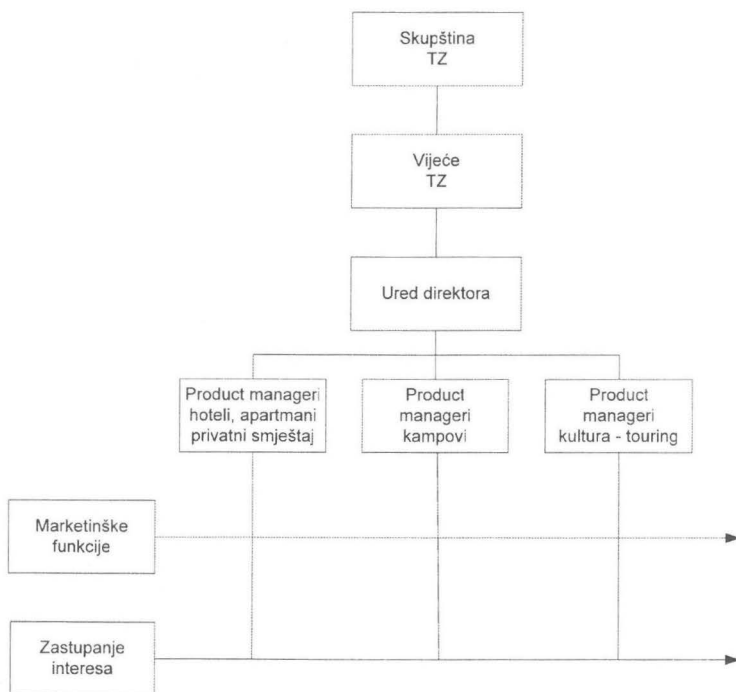 Skupština
TZ
Vijeće
TZ
Ured direktora
Product manageri
hoteli, apartmani
privatni smještaj
Product
manageri
kampovi
Product
manageri
kultura - touring
Marketinške
funkcije
Zastupanje
interesa